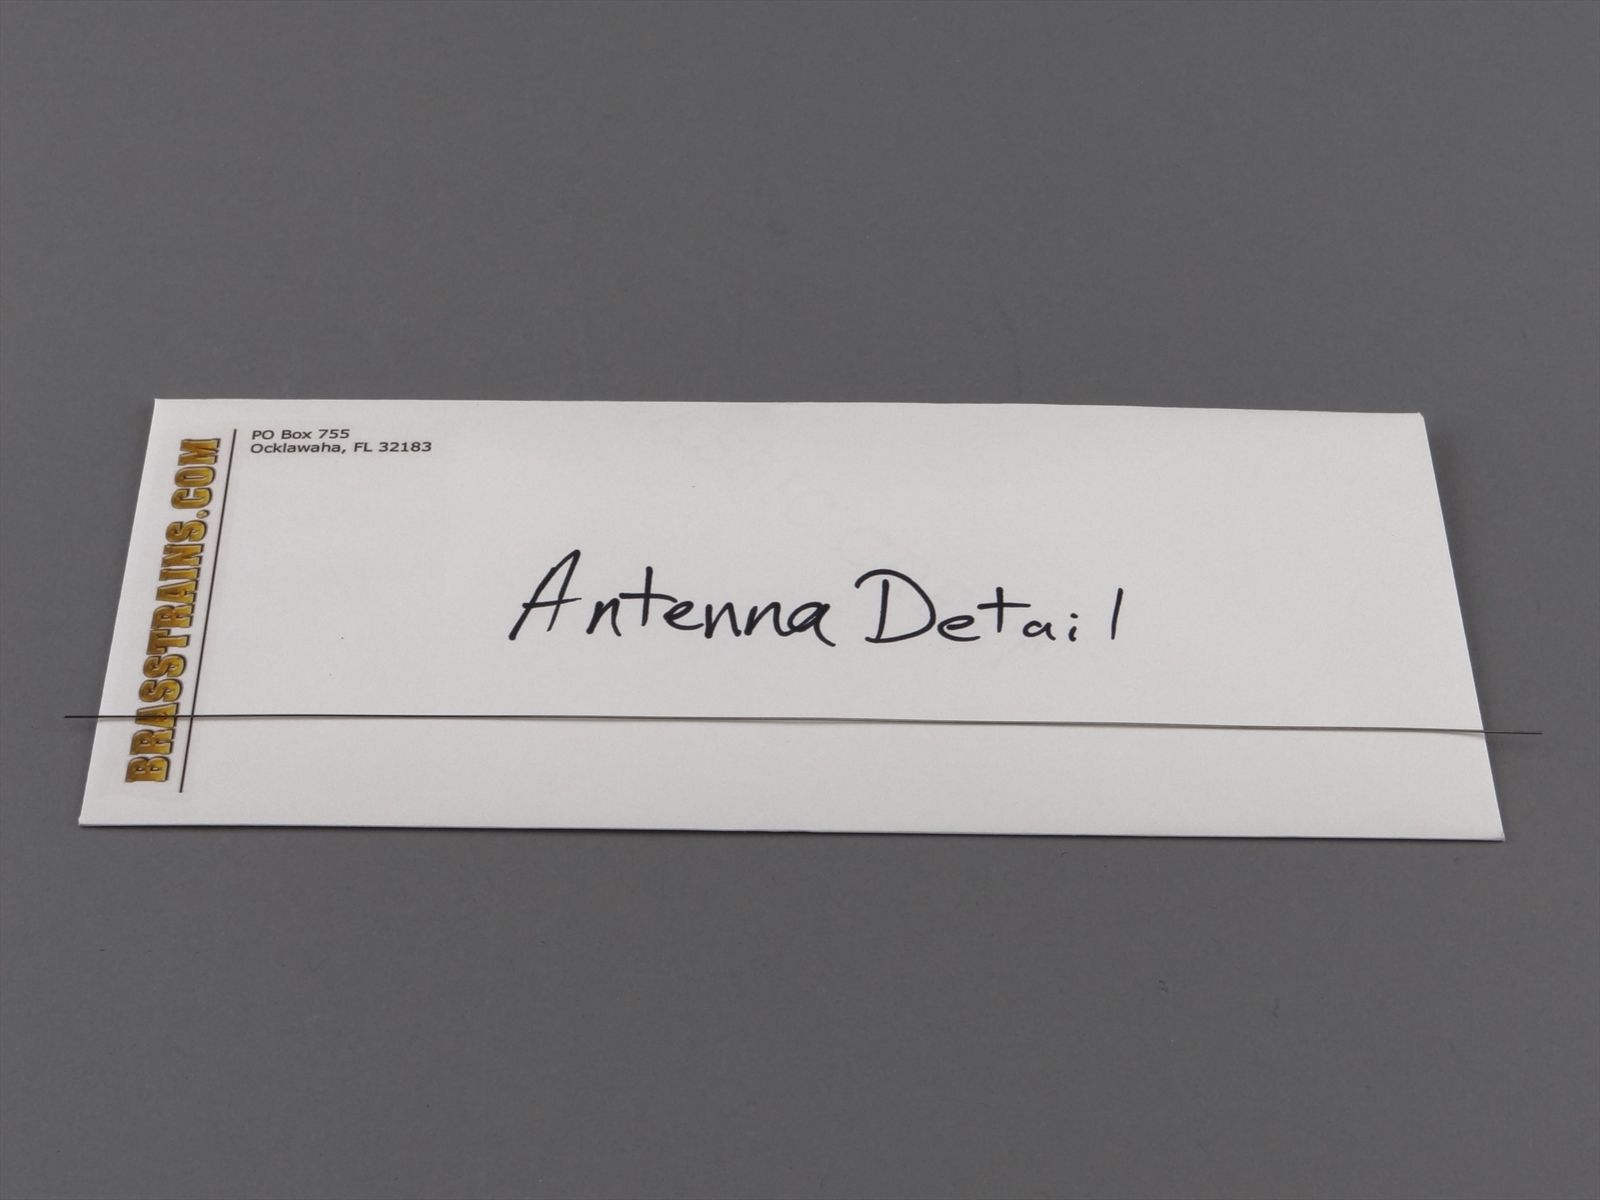 BRASSTRAINS.COM
PO Box 755
Ocklawaha, FL 32183
Antenna Detail